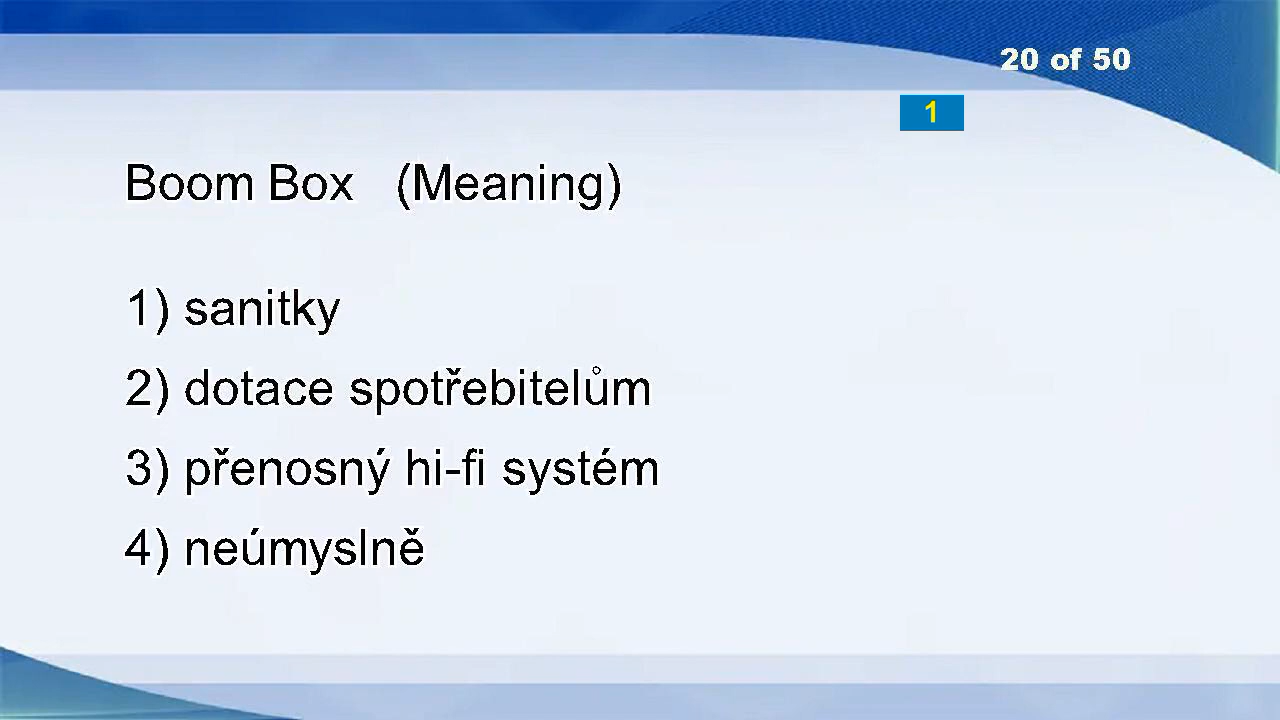 20 of 50
1
Boom Box (Meaning)
1) sanitky
2) dotace spotřebitelům
3) přenosný hi-fi systém
4) neúmyslně